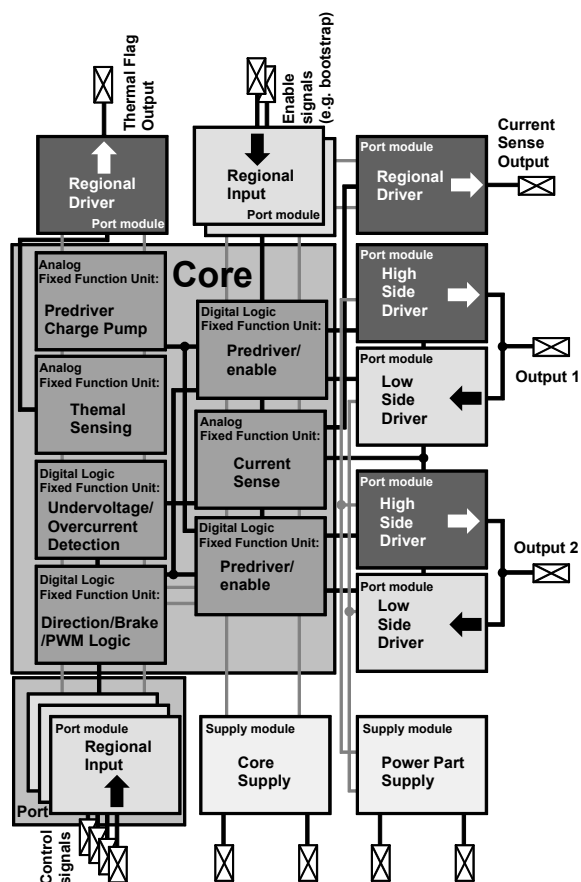 Thermal Flag
Output
Enable
signals
(e.g. bootstrap)
Regional
Driver
Port module
Regional
Input
Port module
Port module
Regional
Driver
Current
Sense
Output
Core
Analog
Fixed Function Unit:
Predriver
Charge Pump
Analog
Fixed Function Unit:
Themal
Sensing
Digital Logic
Fixed Function Unit:
Undervoltage/
Overcurrent
Detection
Digital Logic
Fixed Function Unit:
Direction/Brake
/PWM Logic
Digital Logic
Fixed Function Unit:
Predriver/
enable
Analog
Fixed Function Unit:
Current
Sense
Digital Logic
Fixed Function Unit:
Predriver/
enable
Port module
High
Side
Driver
Port module
Low
Side
Driver
Output 1
Port module
High
Side
Driver
Port module
Low
Side
Driver
Output 2
Port module
Regional
Input
Port
Control
signals
Supply module
Core
Supply
Supply module
Power Part
Supply